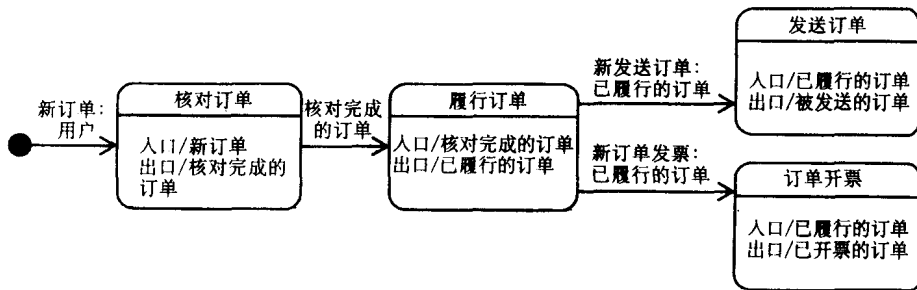 新订单:
用户
核对订单
入口/新订单
出口/核对完成的
订单
核对完成
的订单
履行订单
入口/核对完成的订单
出口/已履行的订单
新发送订单:
已履行的订单
发送订单
入口/已履行的订单
出口/被发送的订单
新订单发票:
已履行的订单
订单开票
入口/已履行的订单
出口/已开票的订单